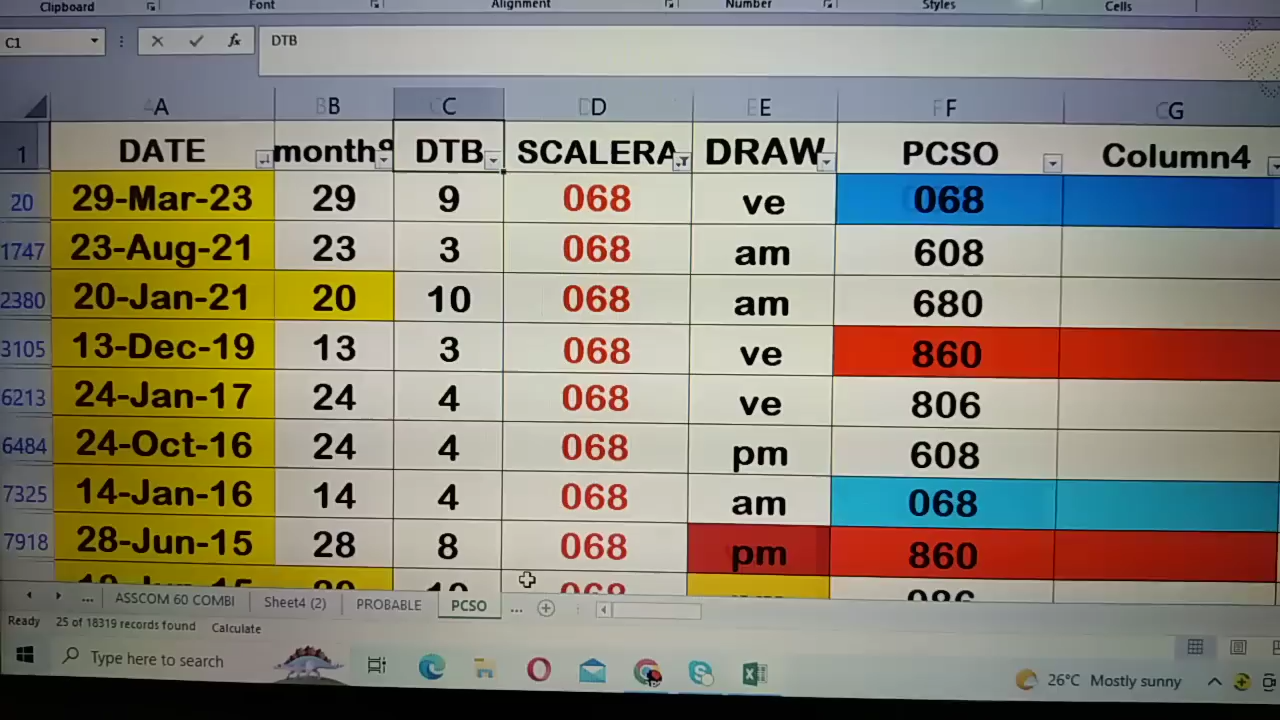 Clipboard Font Alignment Number Styles Cells
C1 fx DTB
A B C D E F G
1 DATE month° DTB SCALERA DRAW PCSO Column4
20 29-Mar-23 29 9 068 ve 068
1747 23-Aug-21 23 3 068 am 608
2380 20-Jan-21 20 10 068 am 680
3105 13-Dec-19 13 3 068 ve 860
6213 24-Jan-17 24 4 068 ve 806
6484 24-Oct-16 24 4 068 pm 608
7325 14-Jan-16 14 4 068 am 068
7918 28-Jun-15 28 8 068 pm 860
... ASSCOM 60 COMBI Sheet4 (2) PROBABLE PCSO ...
Ready 25 of 18319 records found Calculate
Type here to search 26°C Mostly sunny